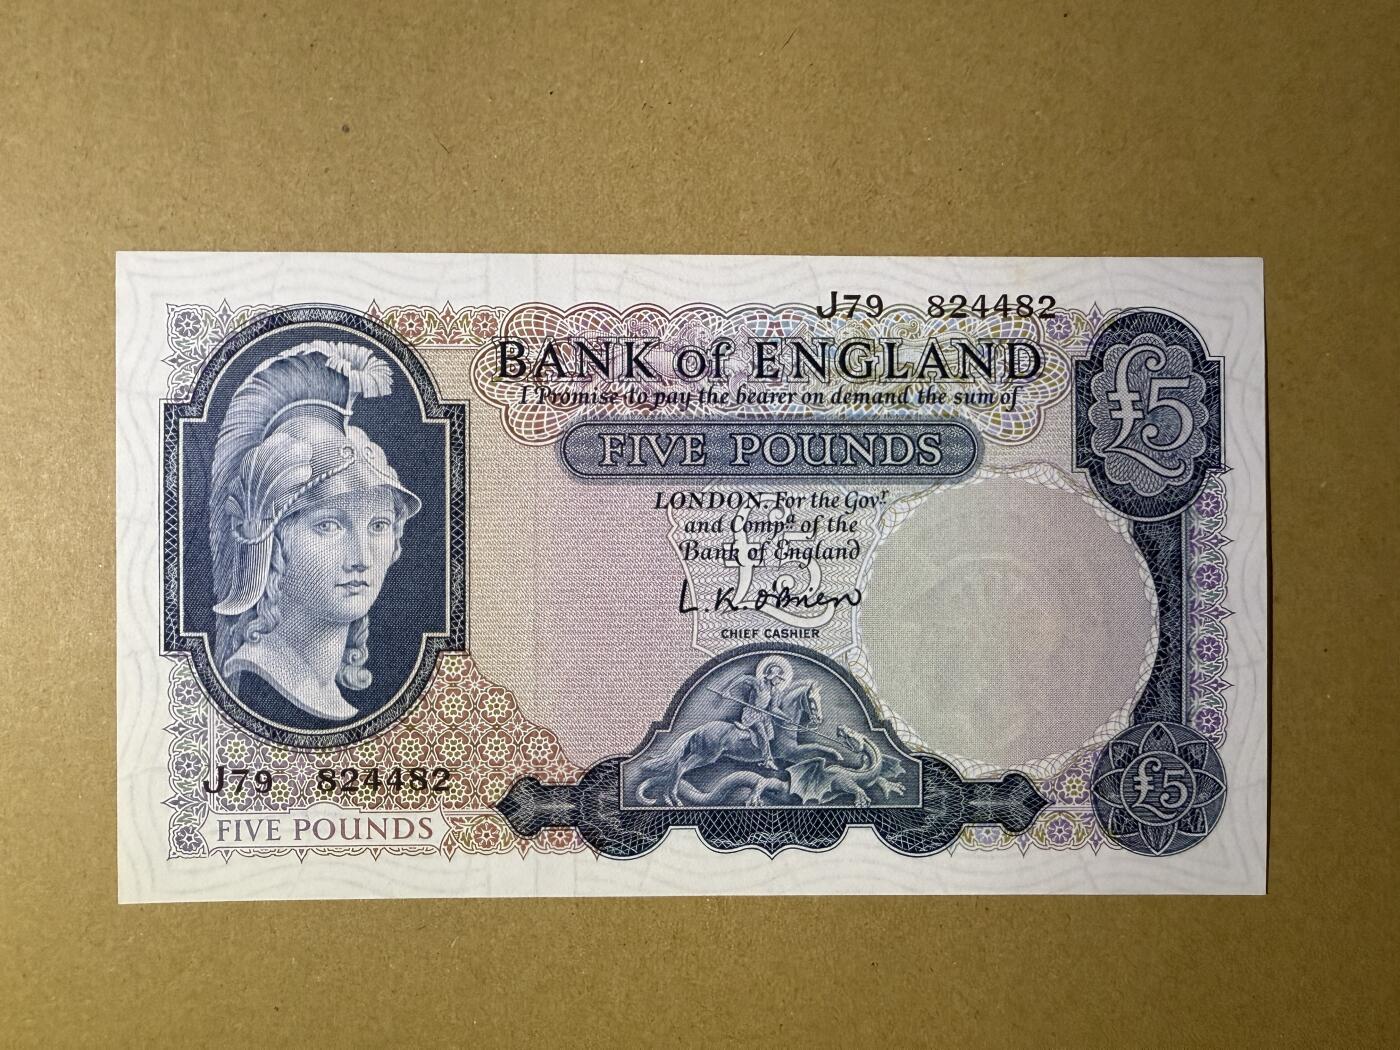 J79 824482
BANK of ENGLAND
I Promise to pay the bearer on demand the sum of
FIVE POUNDS
£5
LONDON. For the Govr.
and Compa. of the
Bank of England
£5
L.K. O'Brien
CHIEF CASHIER
J79 824482
FIVE POUNDS
£5